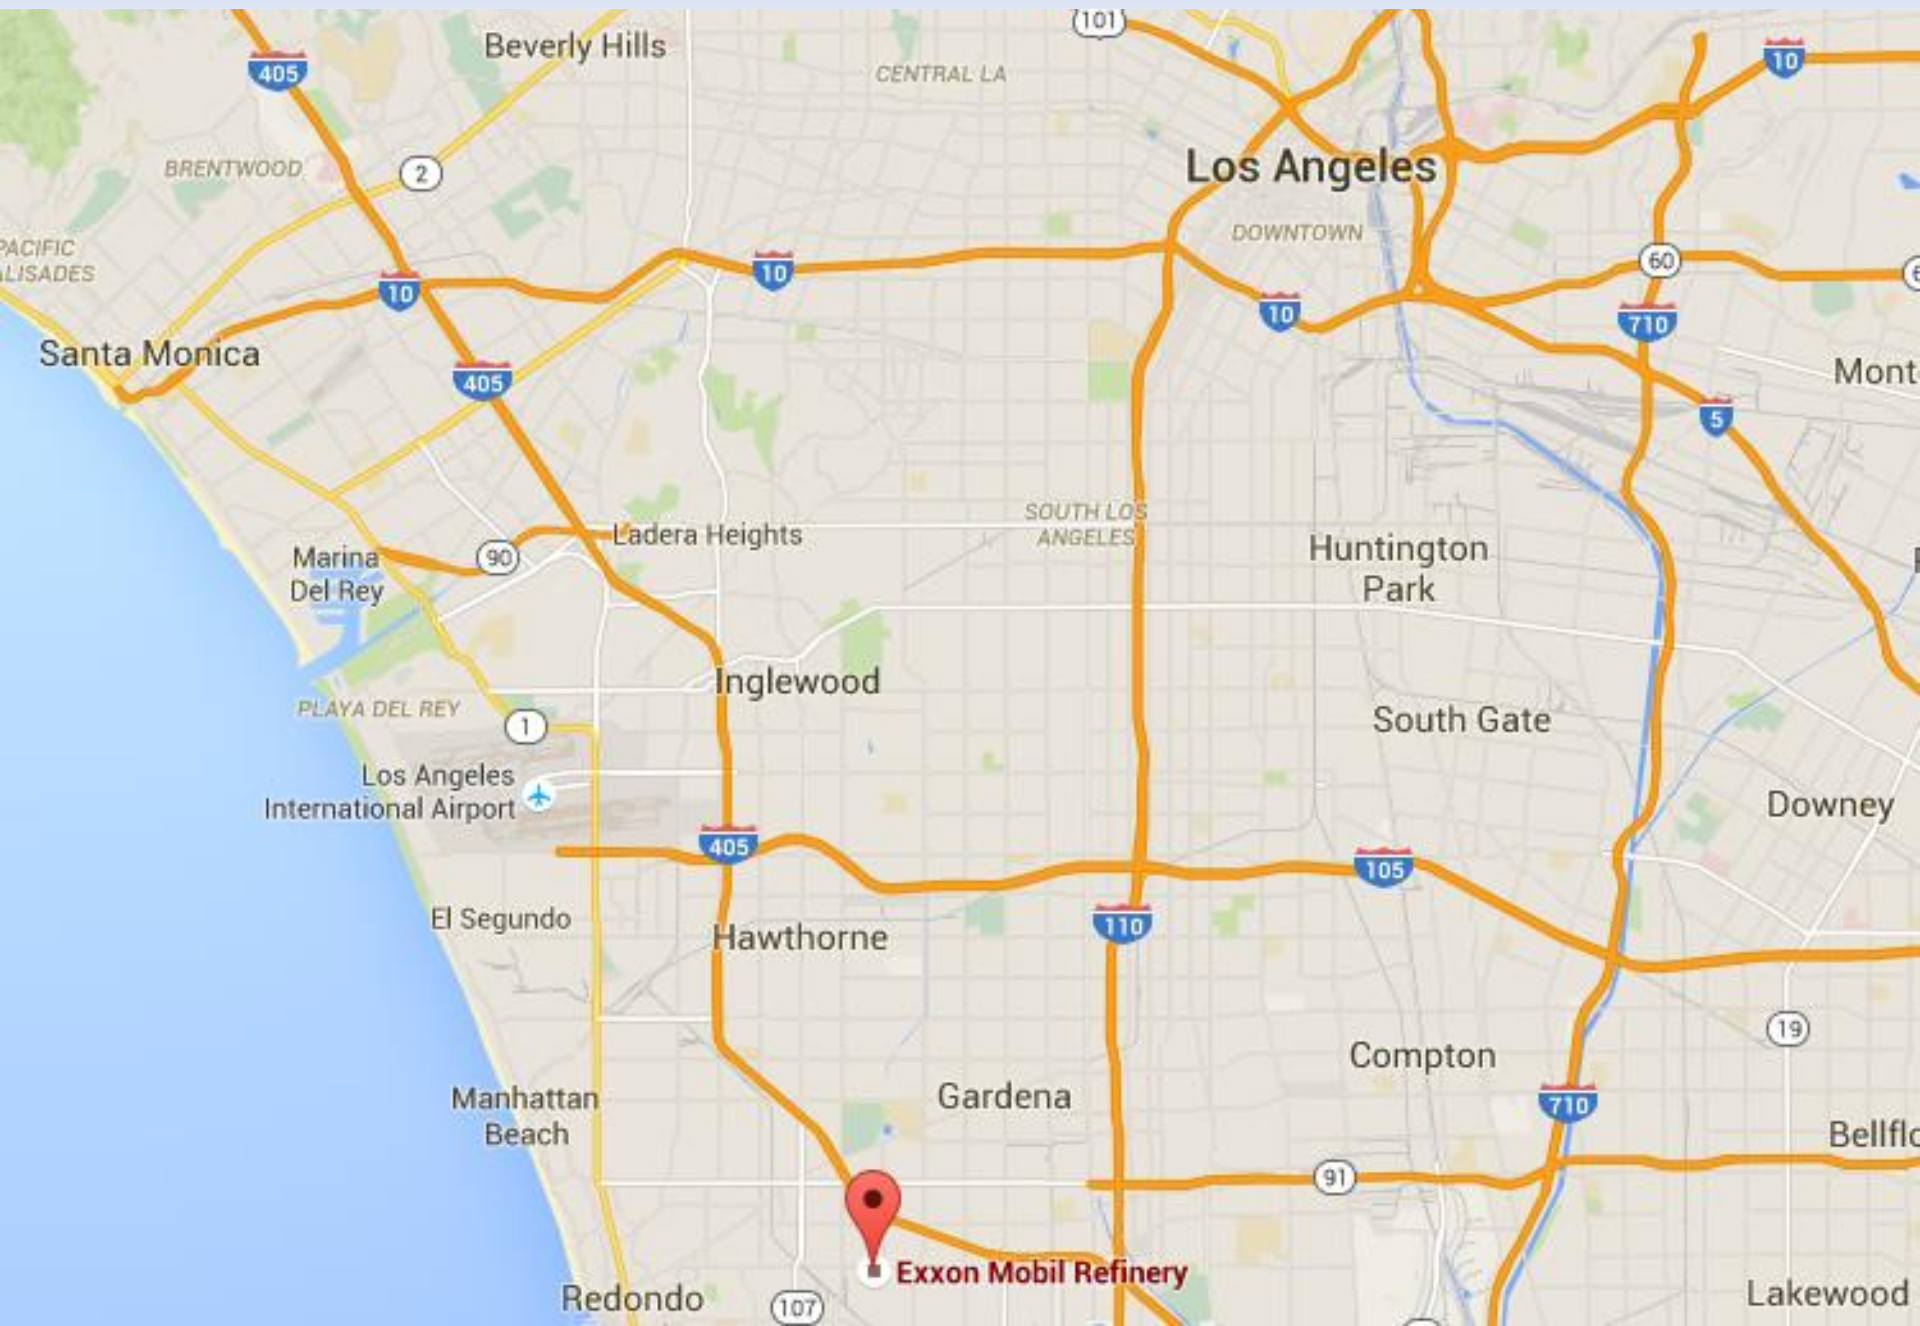 101
Beverly Hills
405
CENTRAL LA
10
BRENTWOOD
2
Los Angeles
DOWNTOWN
PACIFIC
ALISADES
10
10
10
60
6
710
Santa Monica
405
Mont
5
SOUTH LOS
ANGELES
Ladera Heights
90
Marina
Del Rey
Huntington
Park
Inglewood
PLAYA DEL REY
1
South Gate
Los Angeles
International Airport
Downey
405
105
El Segundo
110
Hawthorne
19
Compton
Manhattan
Beach
Gardena
710
Bellflo
91
Exxon Mobil Refinery
Redondo
107
Lakewood